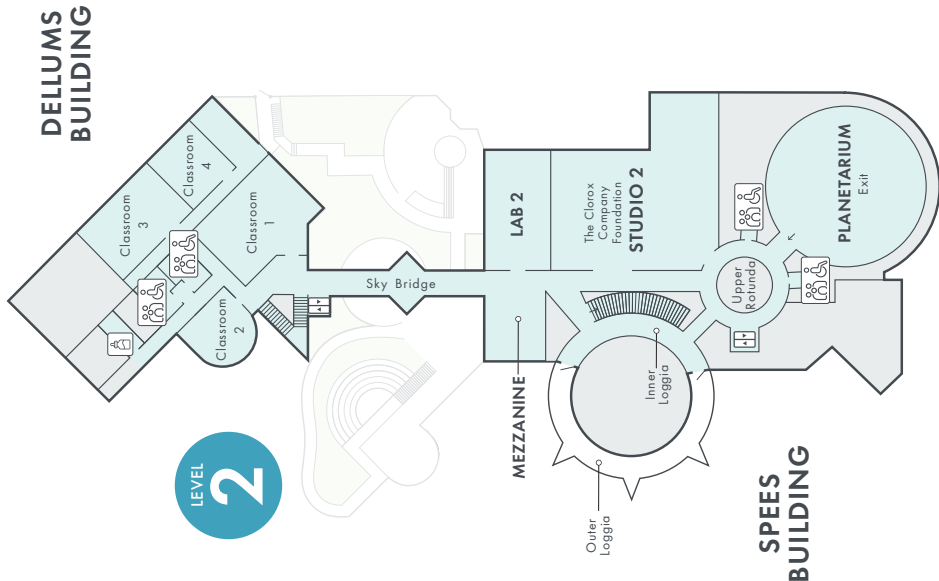 DELLUMS
BUILDING
Classroom
4
Classroom
3
Classroom
1
Classroom
2
Sky Bridge
LEVEL
2
LAB 2
The Clorox
Company
Foundation
STUDIO 2
PLANETARIUM
Exit
Upper
Rotunda
MEZZANINE
Inner
Loggia
Outer
Loggia
SPEES
BUILDING